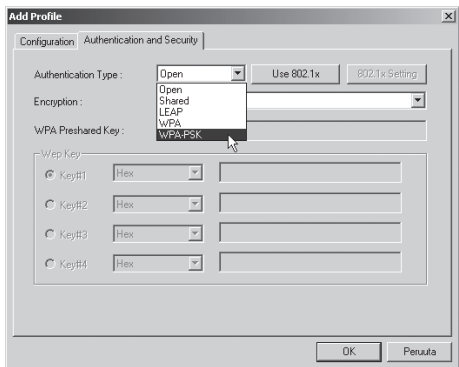 Add Profile
Configuration Authentication and Security
Authentication Type : Open Use 802.1x 802.1x Setting
Open
Encryption :
Shared
LEAP
WPA
WPA Preshared Key :
WPA-PSK
Wep Key
Key#1 Hex
Key#2 Hex
Key#3 Hex
Key#4 Hex
OK Peruuta